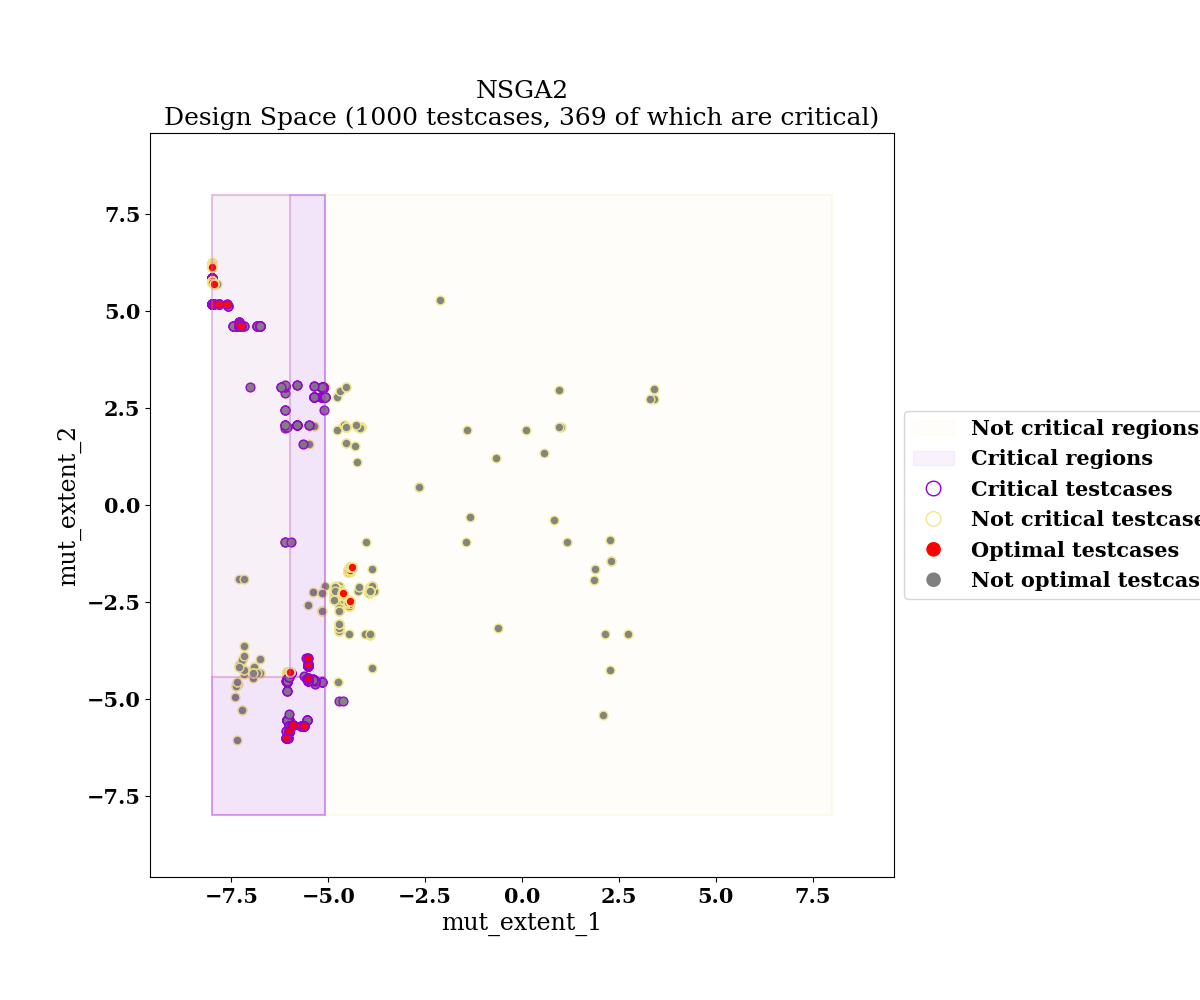 NSGA2
Design Space (1000 testcases, 369 of which are critical)
mut_extent_2
7.5
5.0
2.5
0.0
−2.5
−5.0
−7.5
−7.5 −5.0 −2.5 0.0 2.5 5.0 7.5
mut_extent_1
Not critical regions
Critical regions
Critical testcases
Not critical testcase
Optimal testcases
Not optimal testcas